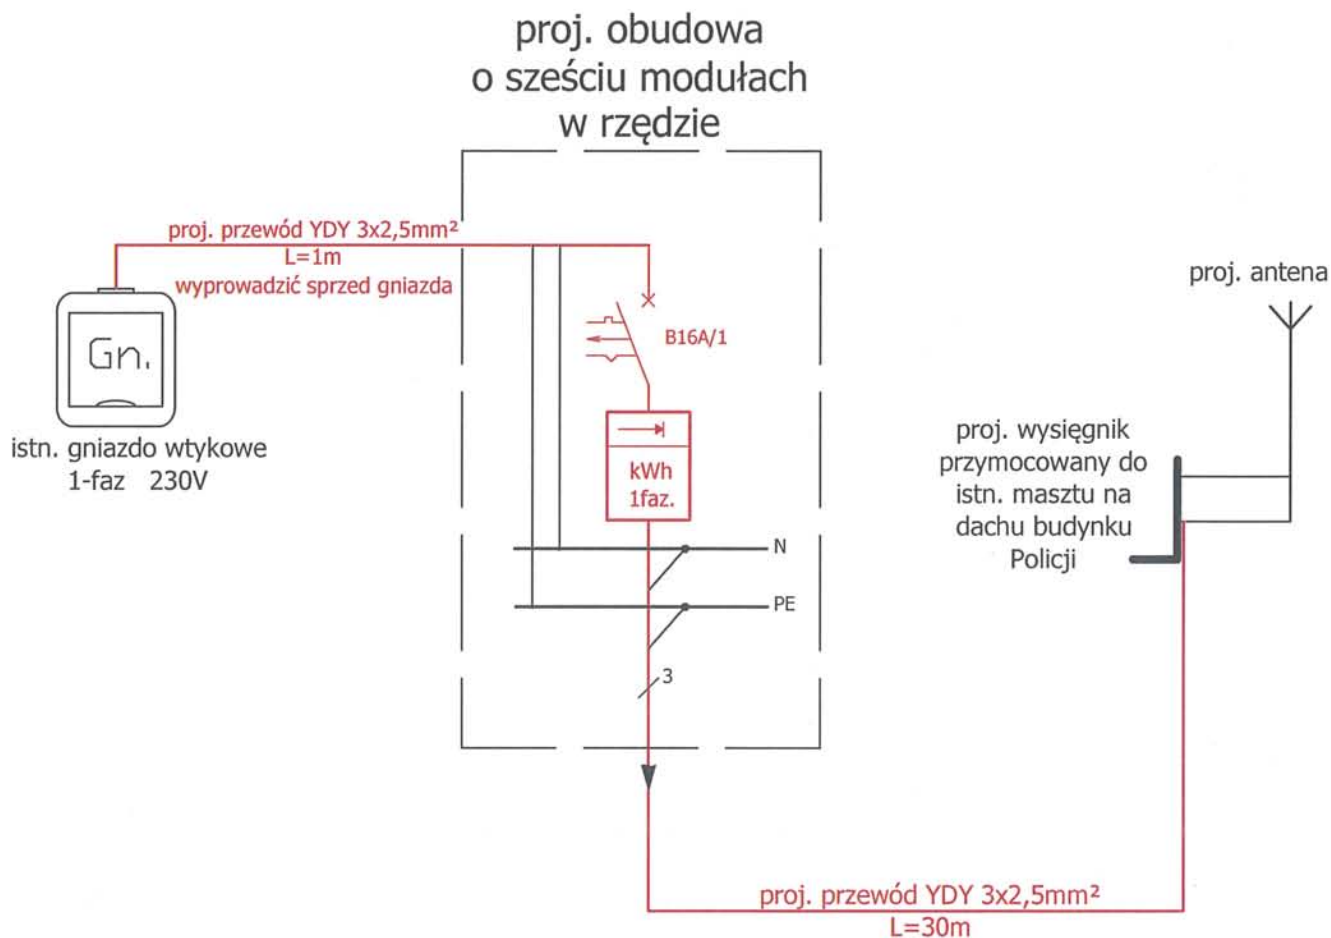 proj. obudowa
o sześciu modułach
w rzędzie
proj. przewód YDY 3x2,5mm²
L=1m
wyprowadzić sprzed gniazda
Gn.
istn. gniazdo wtykowe
1-faz 230V
B16A/1
kWh
1faz.
N
PE
3
proj. antena
proj. wysięgnik
przymocowany do
istn. masztu na
dachu budynku
Policji
proj. przewód YDY 3x2,5mm²
L=30m